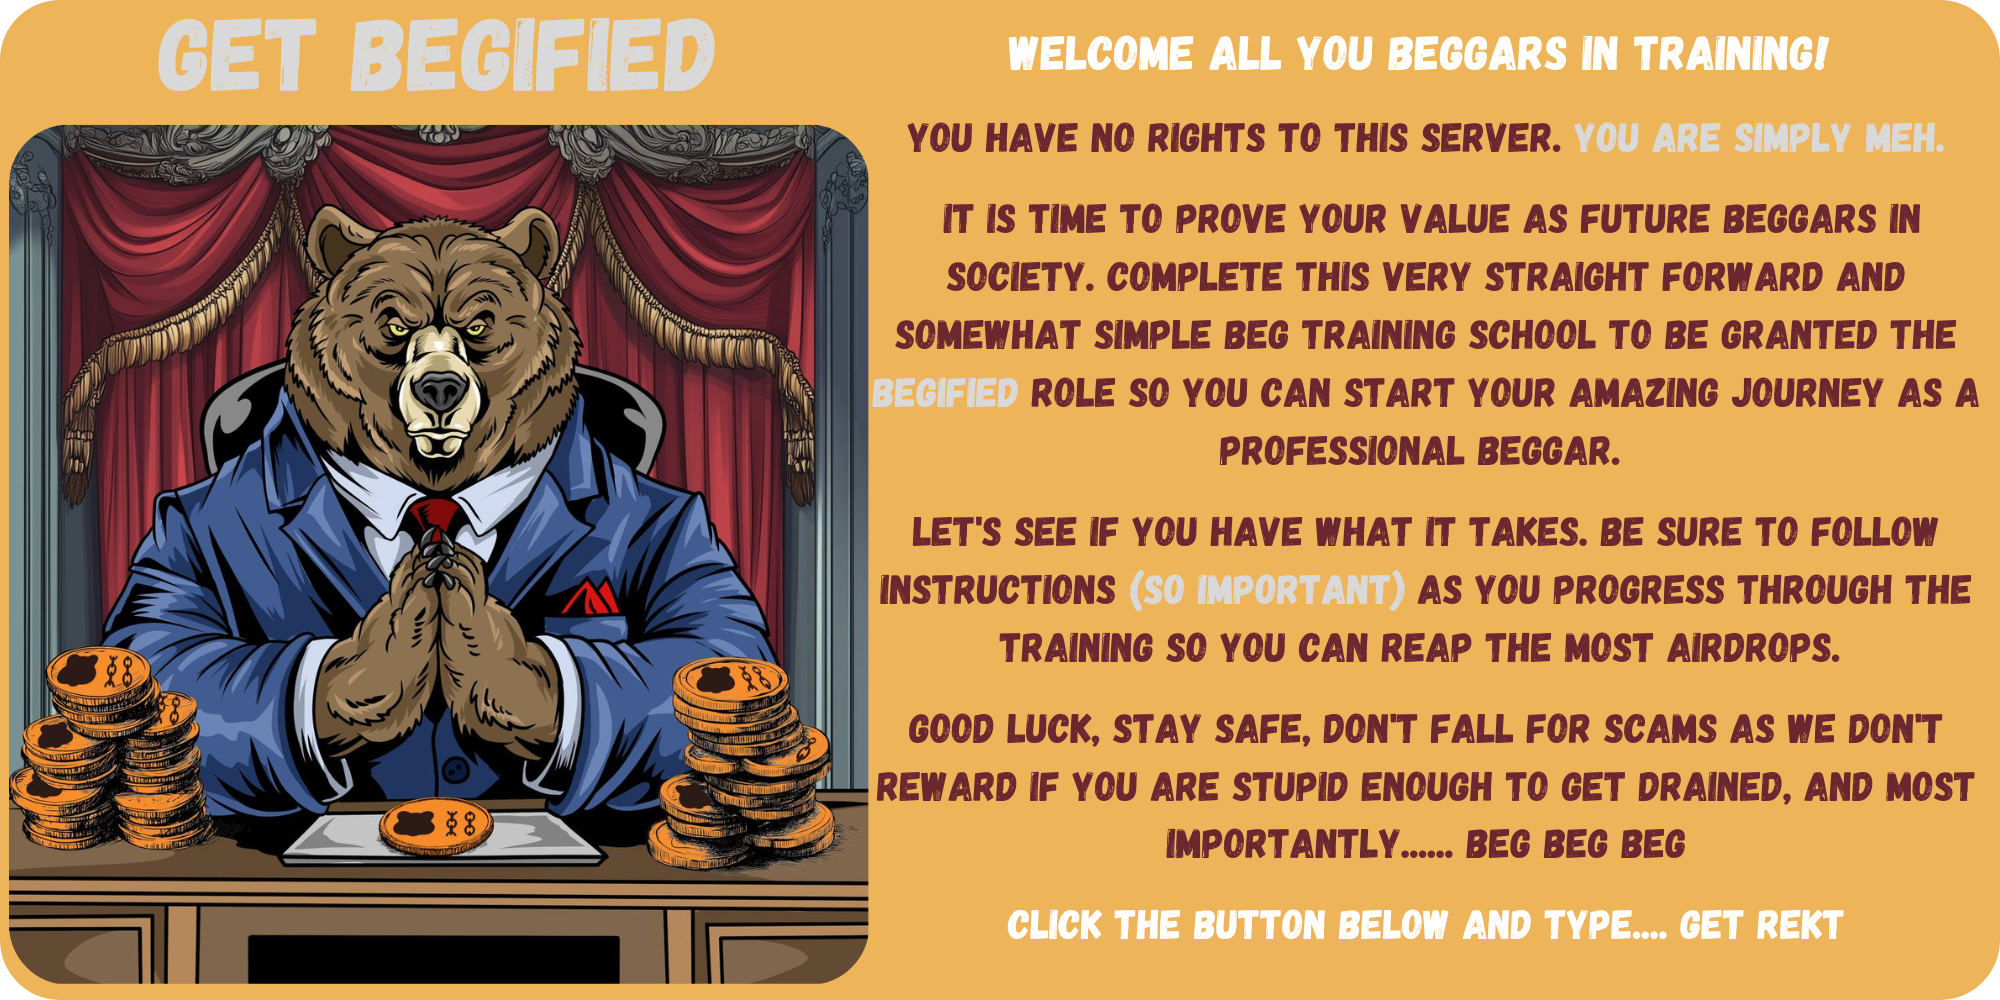 GET BEGIFIED
WELCOME ALL YOU BEGGARS IN TRAINING!
YOU HAVE NO RIGHTS TO THIS SERVER. YOU ARE SIMPLY MEH.
IT IS TIME TO PROVE YOUR VALUE AS FUTURE BEGGARS IN
SOCIETY. COMPLETE THIS VERY STRAIGHT FORWARD AND
SOMEWHAT SIMPLE BEG TRAINING SCHOOL TO BE GRANTED THE
BEGIFIED ROLE SO YOU CAN START YOUR AMAZING JOURNEY AS A
PROFESSIONAL BEGGAR.
LET'S SEE IF YOU HAVE WHAT IT TAKES. BE SURE TO FOLLOW
INSTRUCTIONS (SO IMPORTANT) AS YOU PROGRESS THROUGH THE
TRAINING SO YOU CAN REAP THE MOST AIRDROPS.
GOOD LUCK, STAY SAFE, DON'T FALL FOR SCAMS AS WE DON'T
REWARD IF YOU ARE STUPID ENOUGH TO GET DRAINED, AND MOST
IMPORTANTLY...... BEG BEG BEG
CLICK THE BUTTON BELOW AND TYPE.... GET REKT